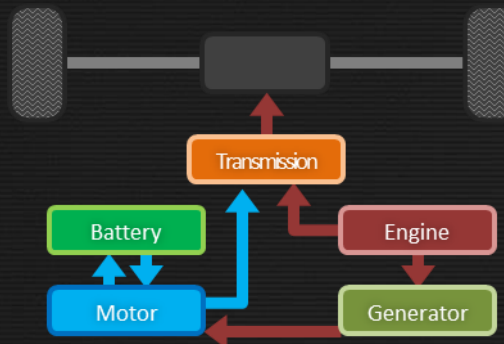 Transmission
Battery
Engine
Motor
Generator